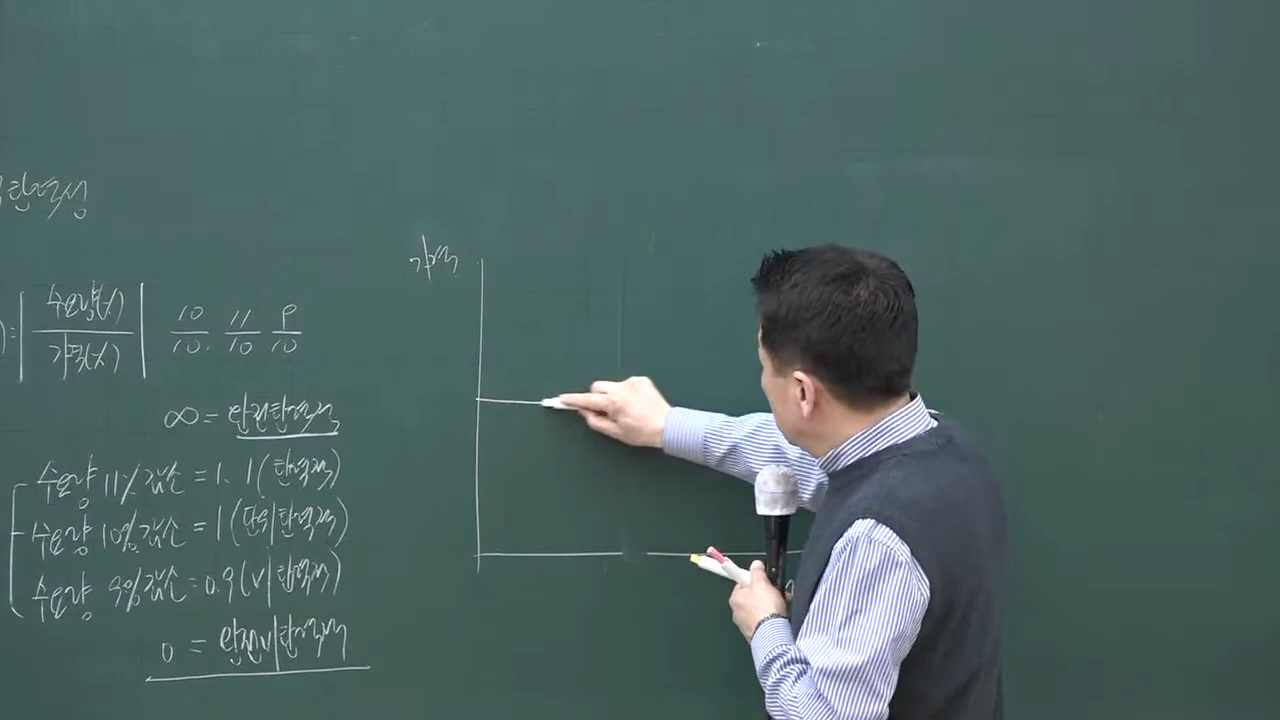 탄력성
수요량(%)
가격(%)
10 11 9
10 10 10
∞ = 완전탄력적
수요량 11% 감소 = 1.1 (탄력적)
수요량 10% 감소 = 1 (단위탄력적)
수요량 9% 감소 = 0.9 (비탄력적)
0 = 완전비탄력적
가격